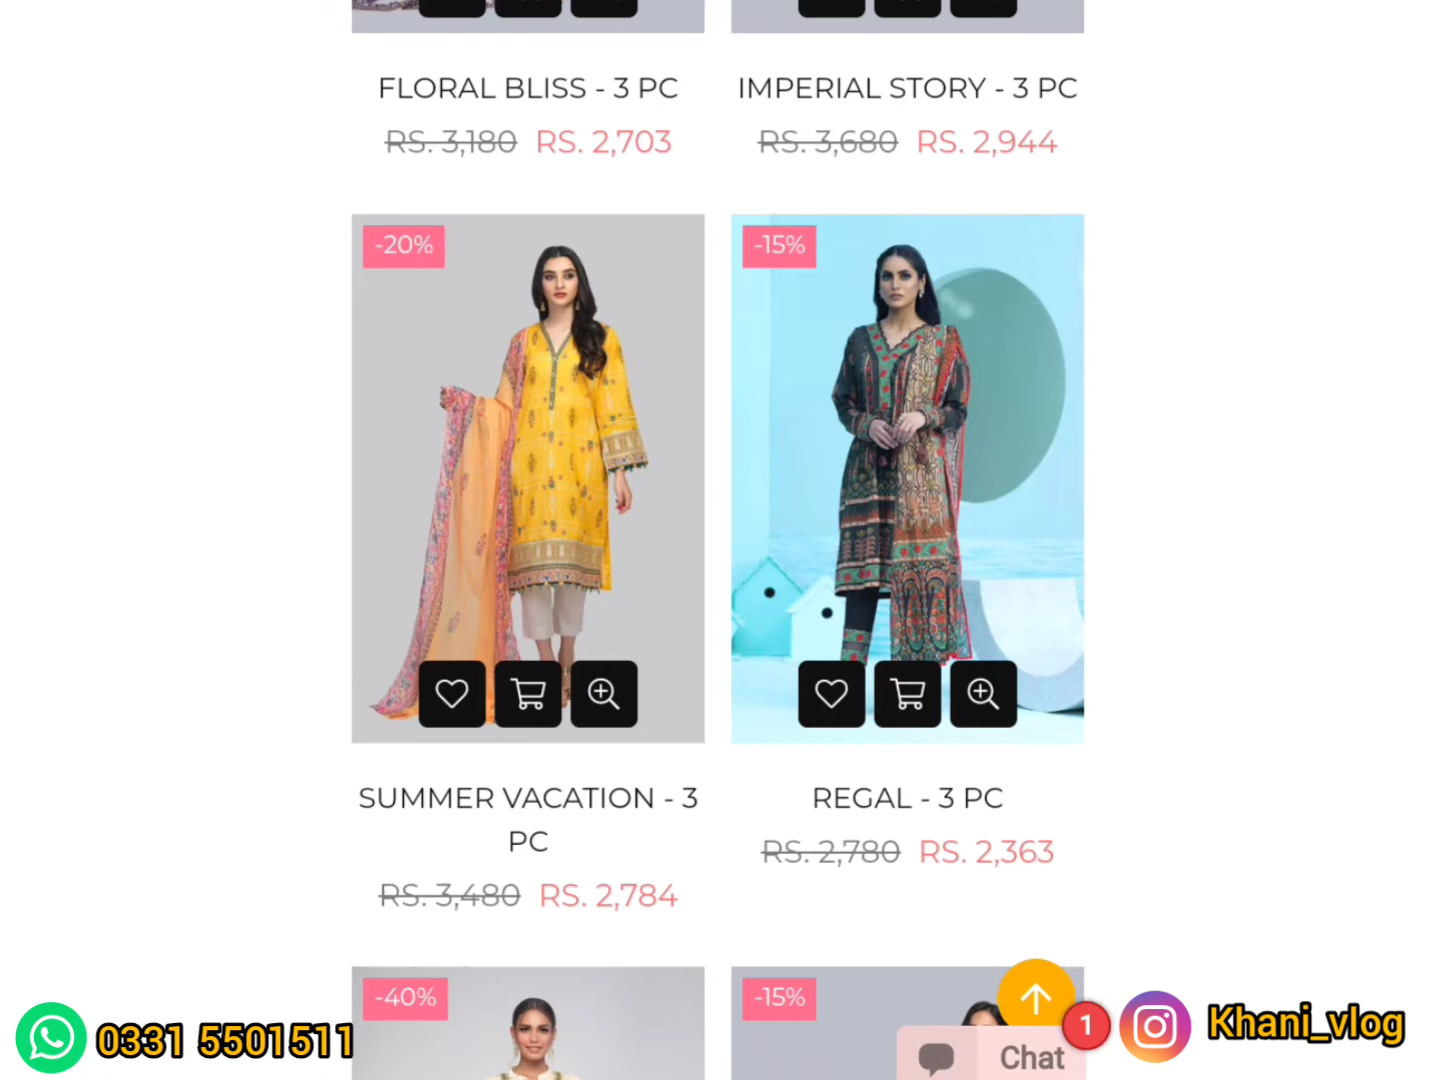 FLORAL BLISS - 3 PC
RS. 3,180 RS. 2,703
IMPERIAL STORY - 3 PC
RS. 3,680 RS. 2,944
-20%
-15%
SUMMER VACATION - 3
PC
RS. 3,480 RS. 2,784
REGAL - 3 PC
RS. 2,780 RS. 2,363
-40%
-15%
0331 5501511
1
Chat
Khani_vlog